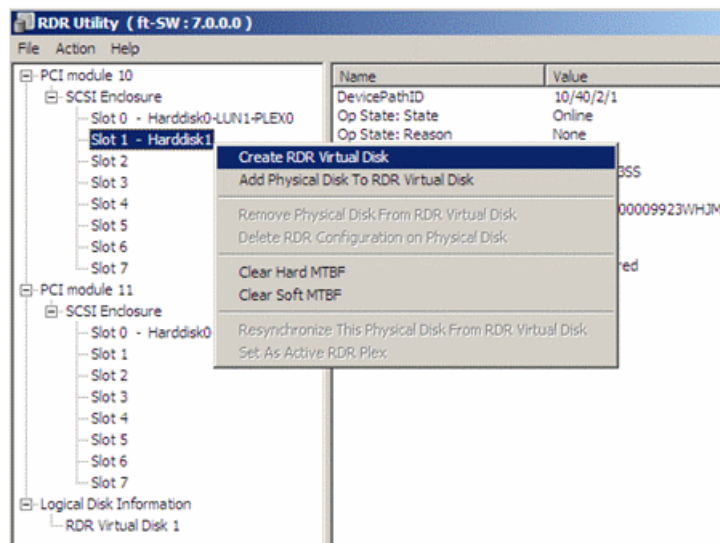 RDR Utility ( ft-SW : 7.0.0.0 )
File Action Help
PCI module 10
SCSI Enclosure
Slot 0 - Harddisk0-LUN1-PLEX0
Slot 1 - Harddisk1
Slot 2
Slot 3
Slot 4
Slot 5
Slot 6
Slot 7
PCI module 11
SCSI Enclosure
Slot 0 - Harddisk0
Slot 1
Slot 2
Slot 3
Slot 4
Slot 5
Slot 6
Slot 7
Logical Disk Information
RDR Virtual Disk 1
Name Value
DevicePathID 10/40/2/1
Op State: State Online
Op State: Reason None
3SS
00009923WHJM
red
Create RDR Virtual Disk
Add Physical Disk To RDR Virtual Disk
Remove Physical Disk From RDR Virtual Disk
Delete RDR Configuration on Physical Disk
Clear Hard MTBF
Clear Soft MTBF
Resynchronize This Physical Disk From RDR Virtual Disk
Set As Active RDR Plex